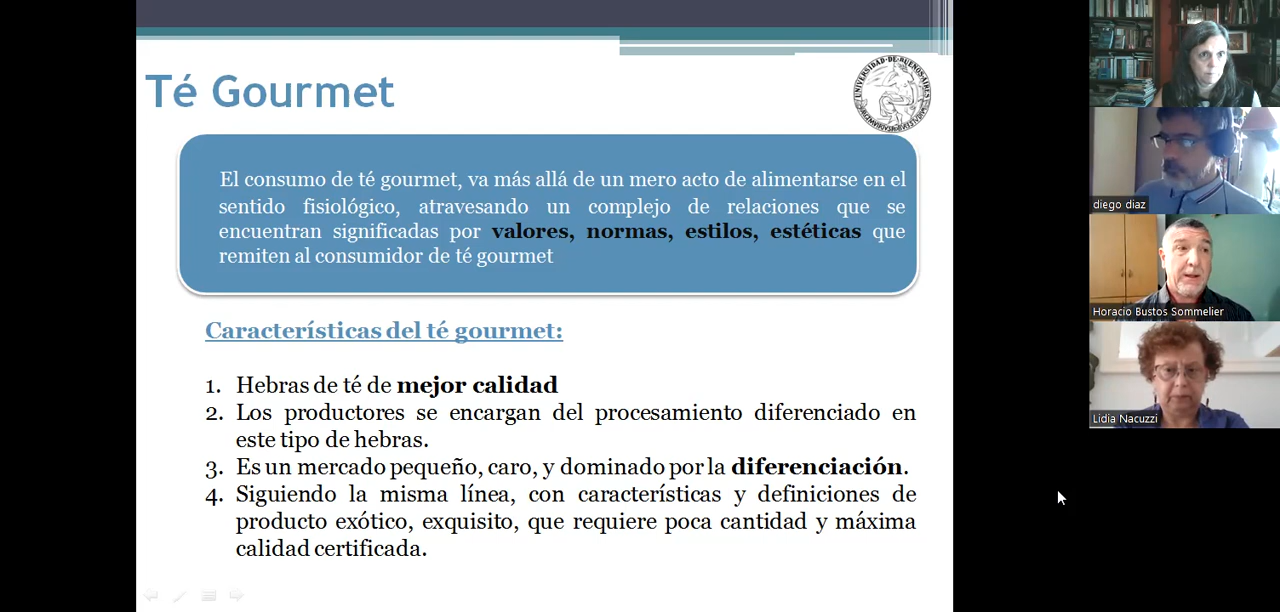 Té Gourmet
UNIVERSIDAD·DE·BUENOS·AIRES
El consumo de té gourmet, va más allá de un mero acto de alimentarse en el
sentido fisiológico, atravesando un complejo de relaciones que se
encuentran significadas por valores, normas, estilos, estéticas que
remiten al consumidor de té gourmet
Características del té gourmet:
1. Hebras de té de mejor calidad
2. Los productores se encargan del procesamiento diferenciado en
este tipo de hebras.
3. Es un mercado pequeño, caro, y dominado por la diferenciación.
4. Siguiendo la misma línea, con características y definiciones de
producto exótico, exquisito, que requiere poca cantidad y máxima
calidad certificada.
diego diaz
Horacio Bustos Sommelier
Lidia Nacuzzi